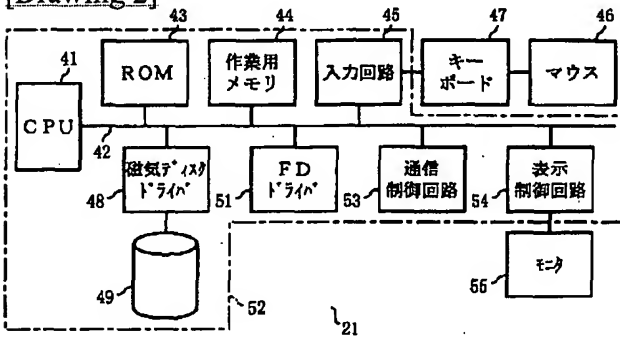 [Drawing 2]
41
43
44
45
47
46
CPU
ROM
作業用
メモリ
入力回路
キー
ボード
マウス
42
磁気ディスク
ドライバ
48
FD
ドライバ
51
通信
制御回路
53
表示
制御回路
54
49
52
モニタ
55
21